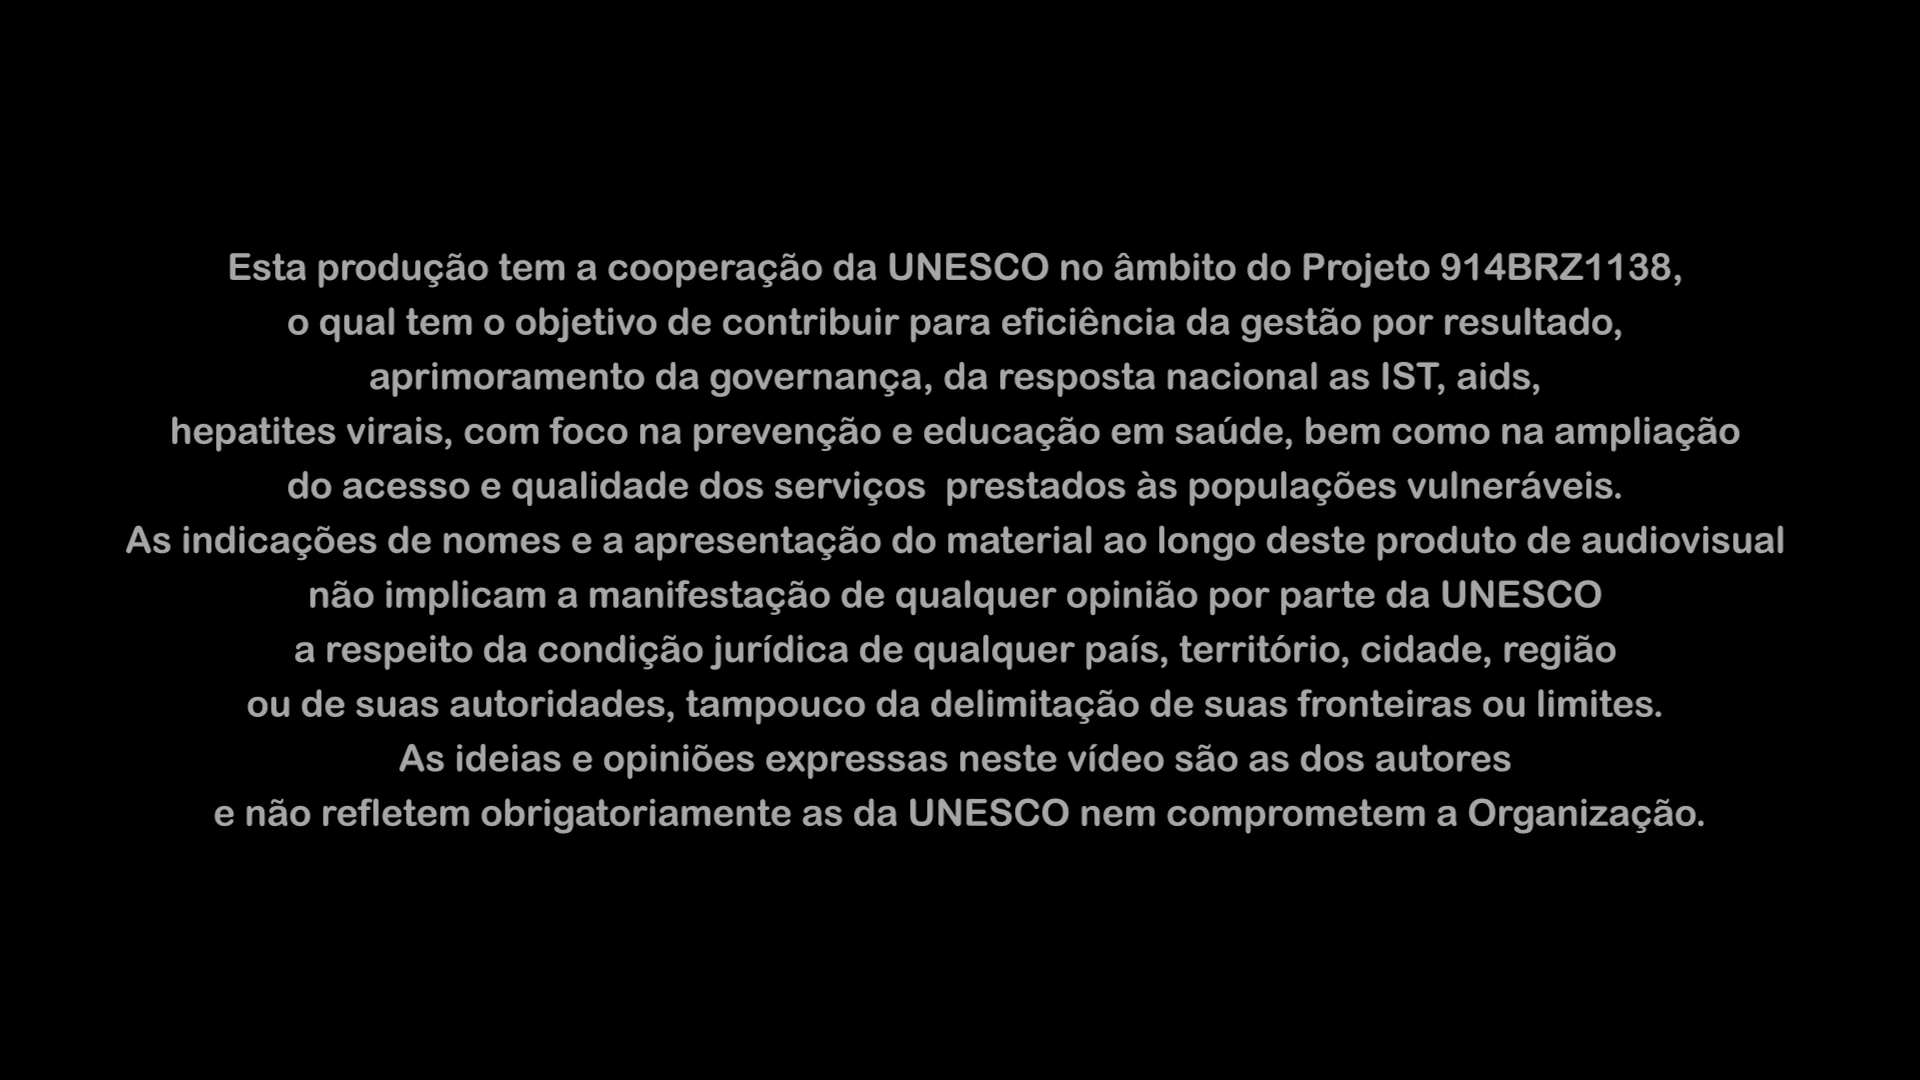 Esta produção tem a cooperação da UNESCO no âmbito do Projeto 914BRZ1138,
o qual tem o objetivo de contribuir para eficiência da gestão por resultado,
aprimoramento da governança, da resposta nacional as IST, aids,
hepatites virais, com foco na prevenção e educação em saúde, bem como na ampliação
do acesso e qualidade dos serviços  prestados às populações vulneráveis.
As indicações de nomes e a apresentação do material ao longo deste produto de audiovisual
não implicam a manifestação de qualquer opinião por parte da UNESCO
a respeito da condição jurídica de qualquer país, território, cidade, região
ou de suas autoridades, tampouco da delimitação de suas fronteiras ou limites.
As ideias e opiniões expressas neste vídeo são as dos autores
e não refletem obrigatoriamente as da UNESCO nem comprometem a Organização.